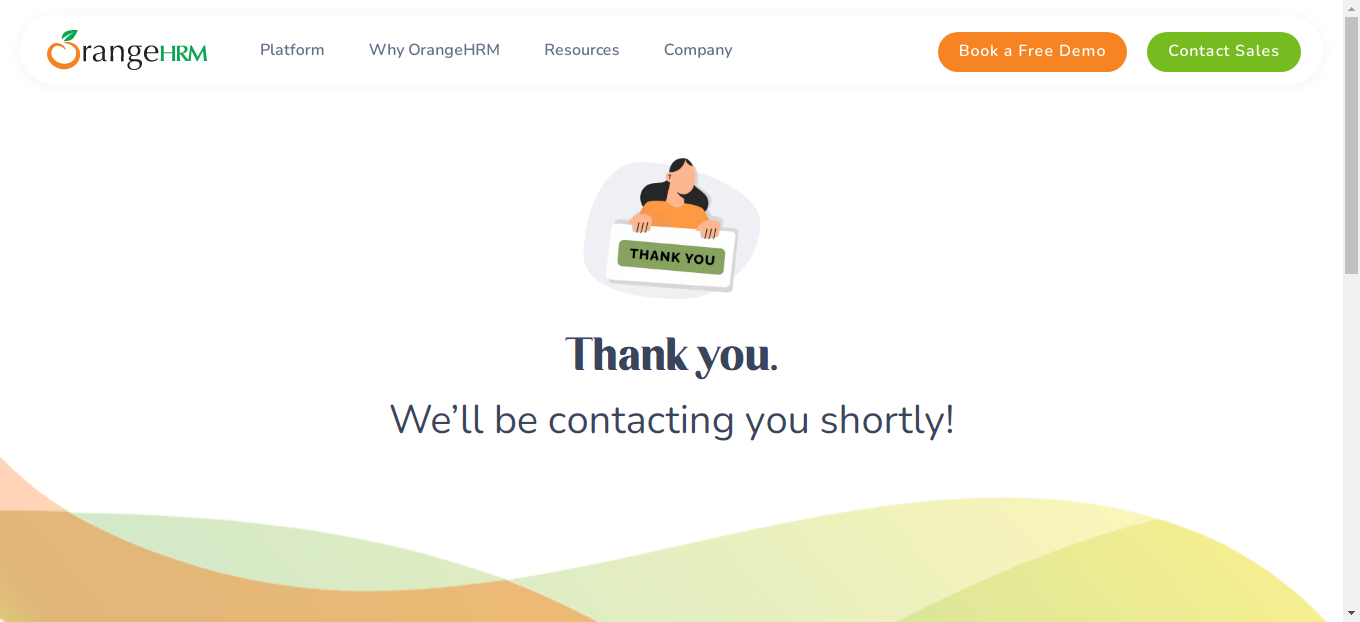 OrangeHRM
Platform
Why OrangeHRM
Resources
Company
Book a Free Demo
Contact Sales
THANK YOU
Thank you.
We’ll be contacting you shortly!